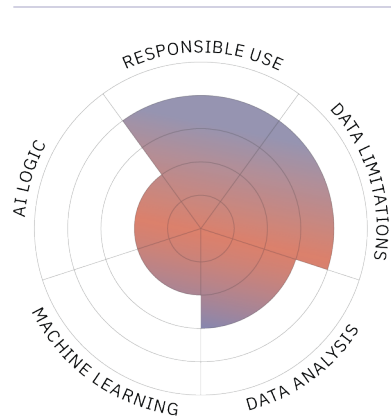 RESPONSIBLE USE
DATA LIMITATIONS
DATA ANALYSIS
MACHINE LEARNING
AI LOGIC